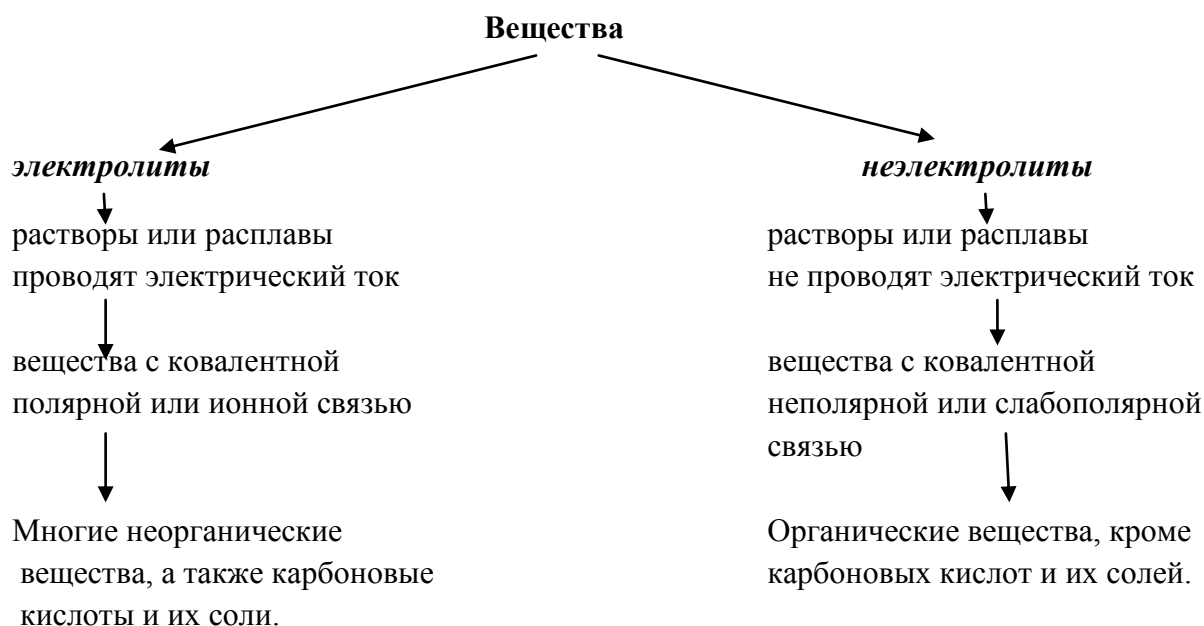 Вещества
электролиты
неэлектролиты
растворы или расплавы
проводят электрический ток
растворы или расплавы
не проводят электрический ток
вещества с ковалентной
полярной или ионной связью
вещества с ковалентной
неполярной или слабополярной
связью
Многие неорганические
вещества, а также карбоновые
кислоты и их соли.
Органические вещества, кроме
карбоновых кислот и их солей.